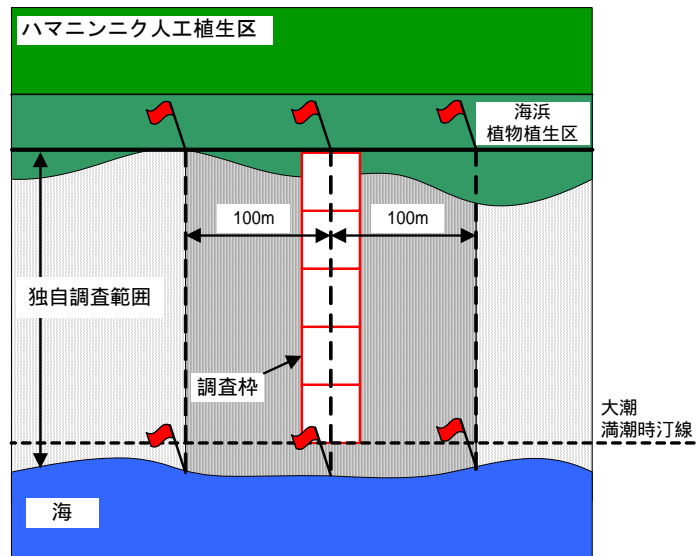 ハマニンニク人工植生区
海浜
植物植生区
100m
100m
独自調査範囲
調査枠
大潮
満潮時汀線
海